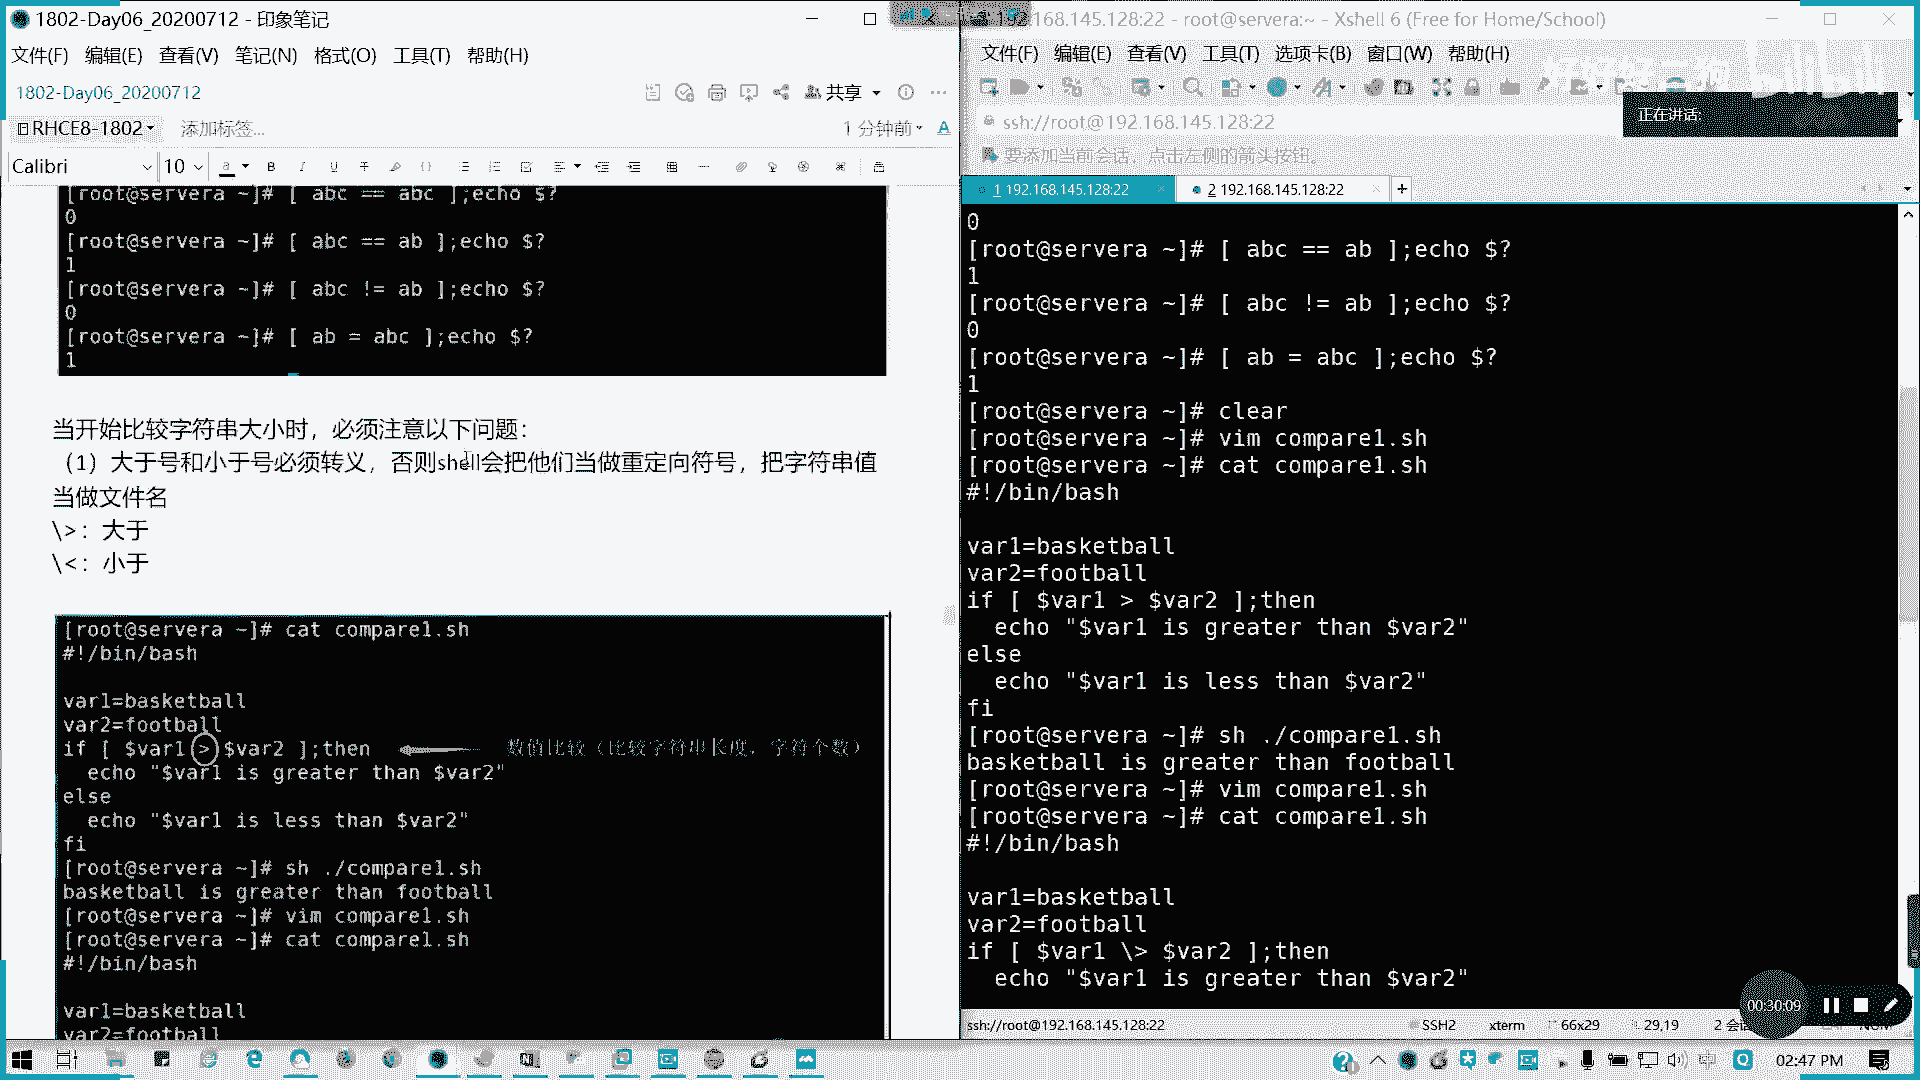 1802-Day06_20200712 - 印象笔记
文件(F) 编辑(E) 查看(V) 笔记(N) 格式(O) 工具(T) 帮助(H)
1802-Day06_20200712
共享
RHCE8-1802
添加标签...
1 分钟前
Calibri
10
[root@servera ~]# [ abc == abc ];echo $?
0
[root@servera ~]# [ abc == ab ];echo $?
1
[root@servera ~]# [ abc != ab ];echo $?
0
[root@servera ~]# [ ab = abc ];echo $?
1
当开始比较字符串大小时，必须注意以下问题：
（1）大于号和小于号必须转义，否则shell会把他们当做重定向符号，把字符串值
当做文件名
\>：大于
\<：小于
[root@servera ~]# cat compare1.sh
#!/bin/bash
var1=basketball
var2=football
if [ $var1 > $var2 ];then
数值比较（比较字符串长度，字符个数）
echo "$var1 is greater than $var2"
else
echo "$var1 is less than $var2"
fi
[root@servera ~]# sh ./compare1.sh
basketball is greater than football
[root@servera ~]# vim compare1.sh
[root@servera ~]# cat compare1.sh
#!/bin/bash
var1=basketball
var2=football
192.168.145.128:22 - root@servera:~ - Xshell 6 (Free for Home/School)
文件(F) 编辑(E) 查看(V) 工具(T) 选项卡(B) 窗口(W) 帮助(H)
bilibili
正在讲话:
ssh://root@192.168.145.128:22
要添加当前会话，点击左侧的箭头按钮。
1 192.168.145.128:22
2 192.168.145.128:22
0
[root@servera ~]# [ abc == ab ];echo $?
1
[root@servera ~]# [ abc != ab ];echo $?
0
[root@servera ~]# [ ab = abc ];echo $?
1
[root@servera ~]# clear
[root@servera ~]# vim compare1.sh
[root@servera ~]# cat compare1.sh
#!/bin/bash
var1=basketball
var2=football
if [ $var1 > $var2 ];then
echo "$var1 is greater than $var2"
else
echo "$var1 is less than $var2"
fi
[root@servera ~]# sh ./compare1.sh
basketball is greater than football
[root@servera ~]# vim compare1.sh
[root@servera ~]# cat compare1.sh
#!/bin/bash
var1=basketball
var2=football
if [ $var1 \> $var2 ];then
echo "$var1 is greater than $var2"
00:30:09
ssh://root@192.168.145.128:22
SSH2
xterm
66x29
29,19
2 会
02:47 PM